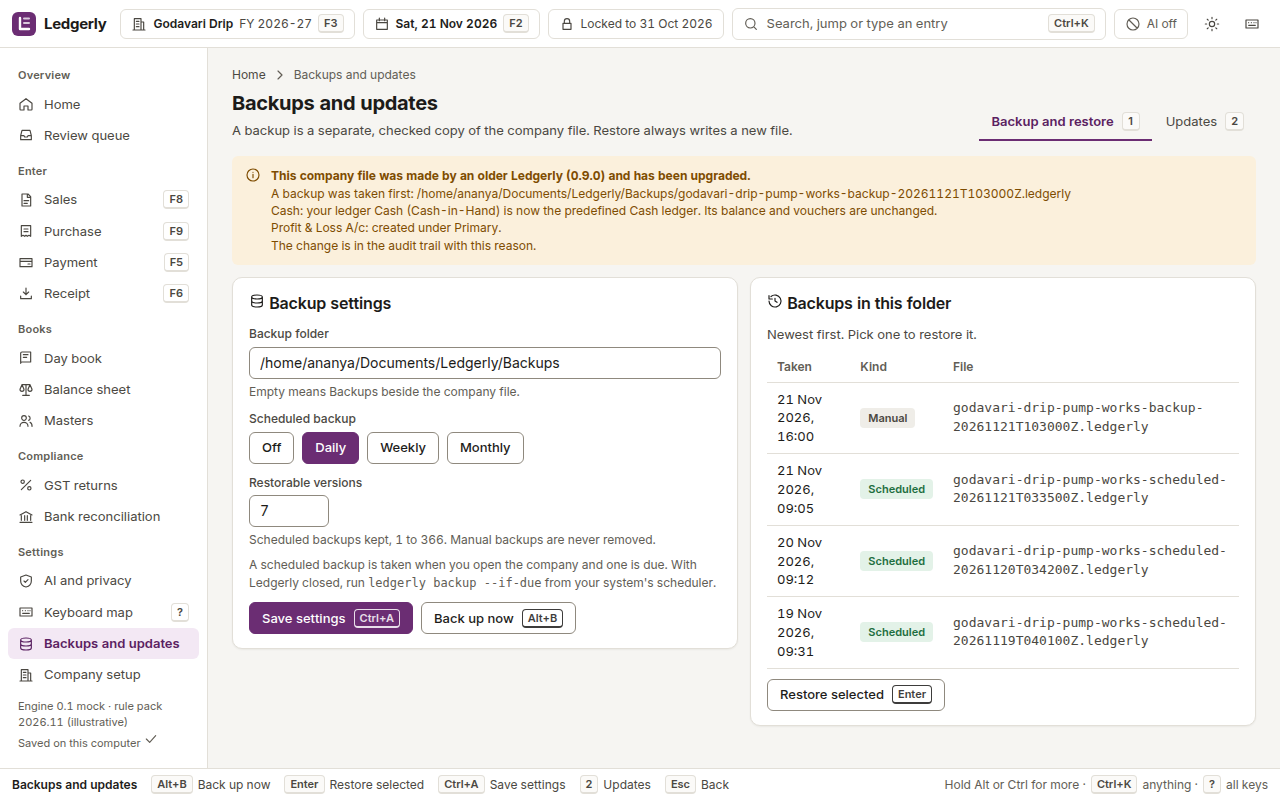 Ledgerly
Godavari Drip FY 2026-27 F3
Sat, 21 Nov 2026 F2
Locked to 31 Oct 2026
Search, jump or type an entry Ctrl+K
AI off
Overview
Home
Review queue
Enter
Sales F8
Purchase F9
Payment F5
Receipt F6
Books
Day book
Balance sheet
Masters
Compliance
GST returns
Bank reconciliation
Settings
AI and privacy
Keyboard map ?
Backups and updates
Company setup
Engine 0.1 mock · rule pack
2026.11 (illustrative)
Saved on this computer
Home > Backups and updates
Backups and updates
A backup is a separate, checked copy of the company file. Restore always writes a new file.
Backup and restore 1
Updates 2
This company file was made by an older Ledgerly (0.9.0) and has been upgraded.
A backup was taken first: /home/ananya/Documents/Ledgerly/Backups/godavari-drip-pump-works-backup-20261121T103000Z.ledgerly
Cash: your ledger Cash (Cash-in-Hand) is now the predefined Cash ledger. Its balance and vouchers are unchanged.
Profit & Loss A/c: created under Primary.
The change is in the audit trail with this reason.
Backup settings
Backup folder
/home/ananya/Documents/Ledgerly/Backups
Empty means Backups beside the company file.
Scheduled backup
Off Daily Weekly Monthly
Restorable versions
7
Scheduled backups kept, 1 to 366. Manual backups are never removed.
A scheduled backup is taken when you open the company and one is due. With
Ledgerly closed, run ledgerly backup --if-due from your system's scheduler.
Save settings Ctrl+A
Back up now Alt+B
Backups in this folder
Newest first. Pick one to restore it.
Taken Kind File
21 Nov
2026,
16:00
Manual
godavari-drip-pump-works-backup-
20261121T103000Z.ledgerly
21 Nov
2026,
09:05
Scheduled
godavari-drip-pump-works-scheduled-
20261121T033500Z.ledgerly
20 Nov
2026,
09:12
Scheduled
godavari-drip-pump-works-scheduled-
20261120T034200Z.ledgerly
19 Nov
2026,
09:31
Scheduled
godavari-drip-pump-works-scheduled-
20261119T040100Z.ledgerly
Restore selected Enter
Backups and updates Alt+B Back up now Enter Restore selected Ctrl+A Save settings 2 Updates Esc Back
Hold Alt or Ctrl for more · Ctrl+K anything · ? all keys